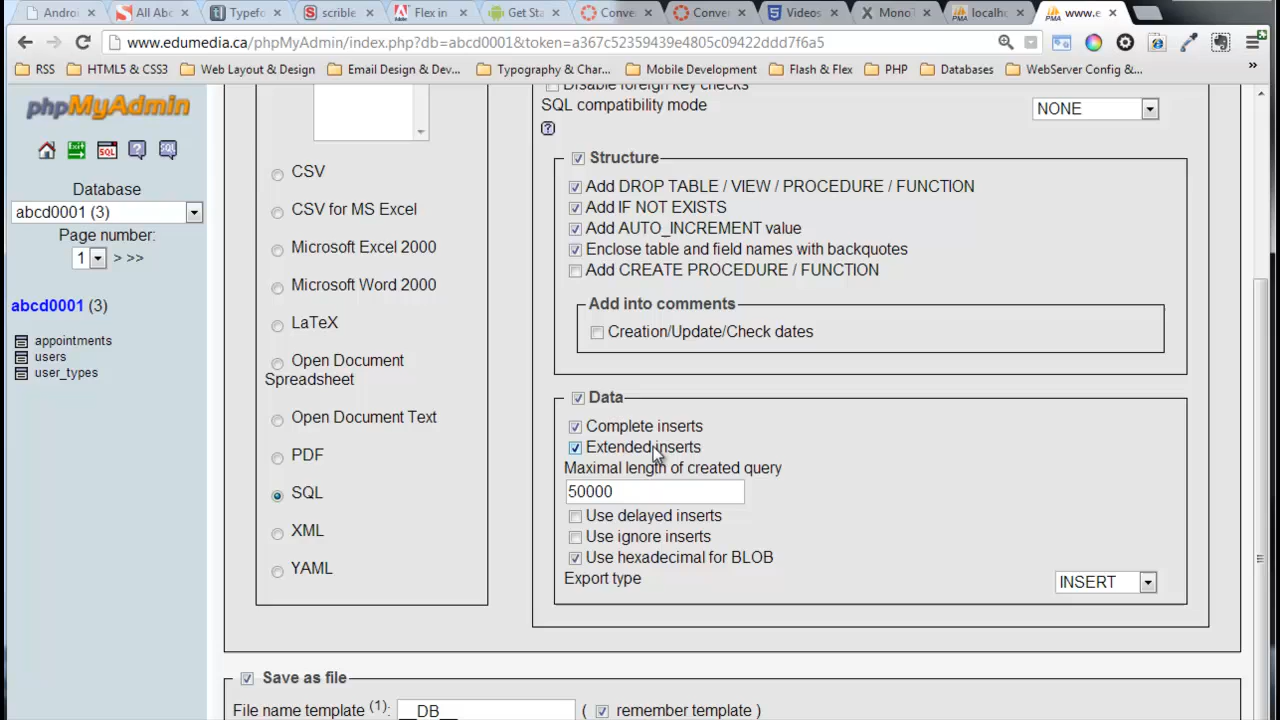 Androi
All Abo
Typefo
scrible
Flex in
Get Sta
Conve
Conve
Videos
MonoT
localho
www.e
www.edumedia.ca/phpMyAdmin/index.php?db=abcd0001&token=a367c52359439e4805c09422ddd7f6a5
RSS
HTML5 & CSS3
Web Layout & Design
Email Design & Dev...
Typography & Char...
Mobile Development
Flash & Flex
PHP
Databases
WebServer Config &...
»
phpMyAdmin
Database
abcd0001 (3)
Page number:
1 > >>
abcd0001 (3)
appointments
users
user_types
CSV
CSV for MS Excel
Microsoft Excel 2000
Microsoft Word 2000
LaTeX
Open Document
Spreadsheet
Open Document Text
PDF
SQL
XML
YAML
Disable foreign key checks
SQL compatibility mode
NONE
Structure
Add DROP TABLE / VIEW / PROCEDURE / FUNCTION
Add IF NOT EXISTS
Add AUTO_INCREMENT value
Enclose table and field names with backquotes
Add CREATE PROCEDURE / FUNCTION
Add into comments
Creation/Update/Check dates
Data
Complete inserts
Extended inserts
Maximal length of created query
50000
Use delayed inserts
Use ignore inserts
Use hexadecimal for BLOB
Export type
INSERT
Save as file
File name template (1): __DB__ ( remember template )